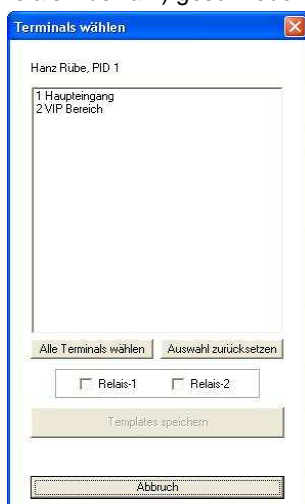 Terminals wählen
Hanz Rübe, PID 1
1 Haupteingang
2 VIP Bereich
Alle Terminals wählen Auswahl zurücksetzen
Relais-1 Relais-2
Templates speichern
Abbruch